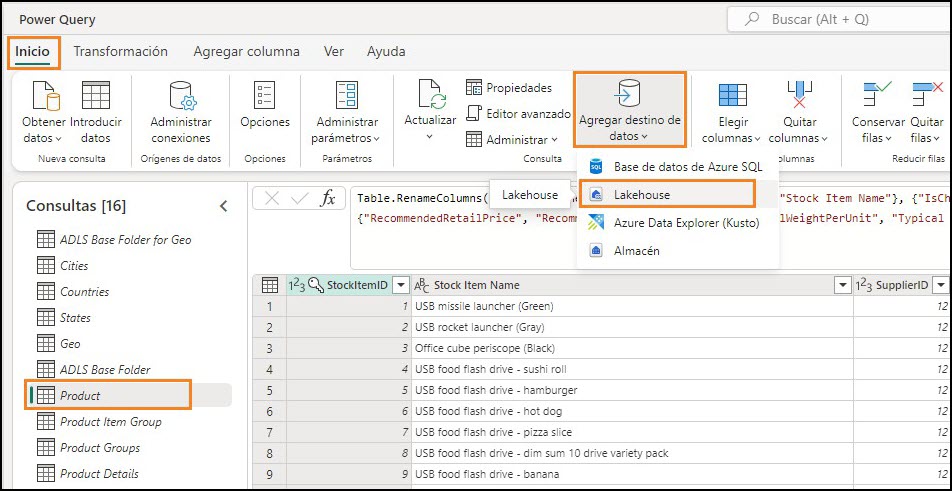 Power Query
Buscar (Alt + Q)
Inicio Transformación Agregar columna Ver Ayuda
Obtener datos
Introducir datos
Nueva consulta
Administrar conexiones
Orígenes de datos
Opciones
Opciones
Administrar parámetros
Parámetros
Actualizar
Propiedades
Editor avanzado
Administrar
Consulta
Agregar destino de datos
Elegir columnas
Quitar columnas
olumnas
Conservar filas
Quitar filas
Reducir filas
Base de datos de Azure SQL
Lakehouse
Lakehouse
Azure Data Explorer (Kusto)
Almacén
Consultas [16]
ADLS Base Folder for Geo
Cities
Countries
States
Geo
ADLS Base Folder
Product
Product Item Group
Product Groups
Product Details
fx
Table.RenameColumns( "Stock Item Name"}, {"IsCh
{"RecommendedRetailPrice", "Recom lWeightPerUnit", "Typical
StockItemID Stock Item Name SupplierID
1 1 USB missile launcher (Green) 12
2 2 USB rocket launcher (Gray) 12
3 3 Office cube periscope (Black) 12
4 4 USB food flash drive - sushi roll 12
5 5 USB food flash drive - hamburger 12
6 6 USB food flash drive - hot dog 12
7 7 USB food flash drive - pizza slice 12
8 8 USB food flash drive - dim sum 10 drive variety pack 12
9 9 USB food flash drive - banana 12